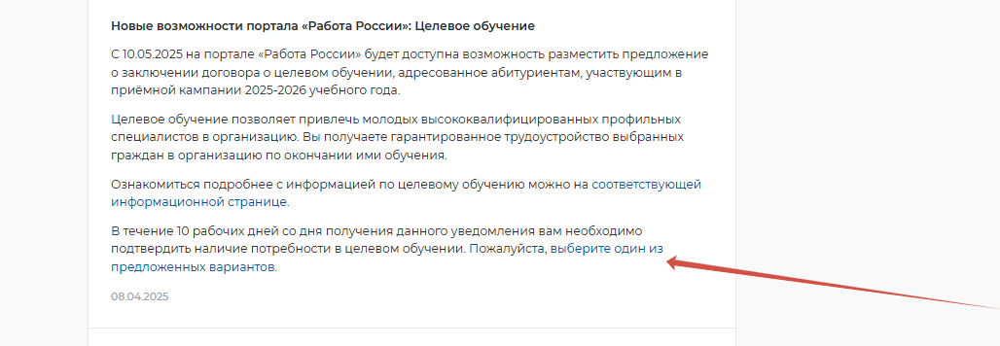 Новые возможности портала «Работа России»: Целевое обучение
С 10.05.2025 на портале «Работа России» будет доступна возможность разместить предложение
о заключении договора о целевом обучении, адресованное абитуриентам, участвующим в
приёмной кампании 2025-2026 учебного года.
Целевое обучение позволяет привлечь молодых высококвалифицированных профильных
специалистов в организацию. Вы получаете гарантированное трудоустройство выбранных
граждан в организацию по окончании ими обучения.
Ознакомиться подробнее с информацией по целевому обучению можно на соответствующей
информационной странице.
В течение 10 рабочих дней со дня получения данного уведомления вам необходимо
подтвердить наличие потребности в целевом обучении. Пожалуйста, выберите один из
предложенных вариантов.
08.04.2025